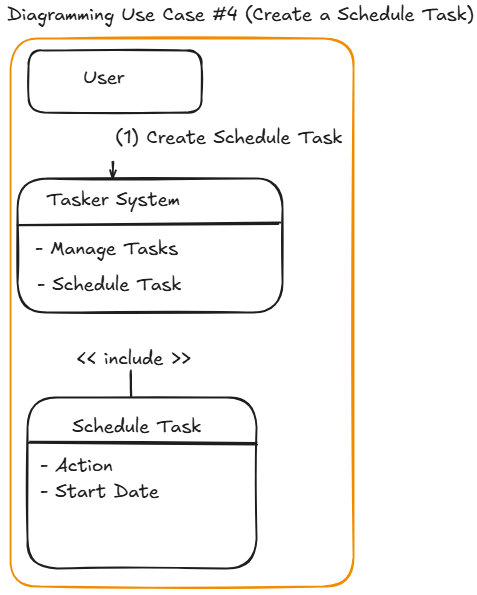 Diagramming Use Case #4 (Create a Schedule Task)
User
(1) Create Schedule Task
Tasker System
- Manage Tasks
- Schedule Task
<< include >>
Schedule Task
- Action
- Start Date